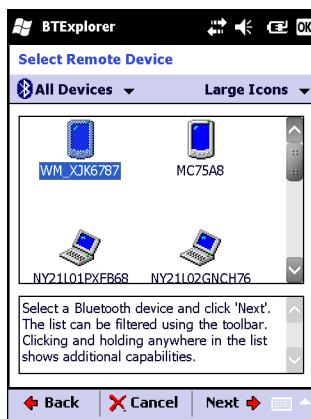 BTExplorer OK
Select Remote Device
All Devices Large Icons
WM_XJK6787 MC75A8
NY21L01PXFB68 NY21L02GNCH76
Select a Bluetooth device and click 'Next'.
The list can be filtered using the toolbar.
Clicking and holding anywhere in the list
shows additional capabilities.
Back Cancel Next